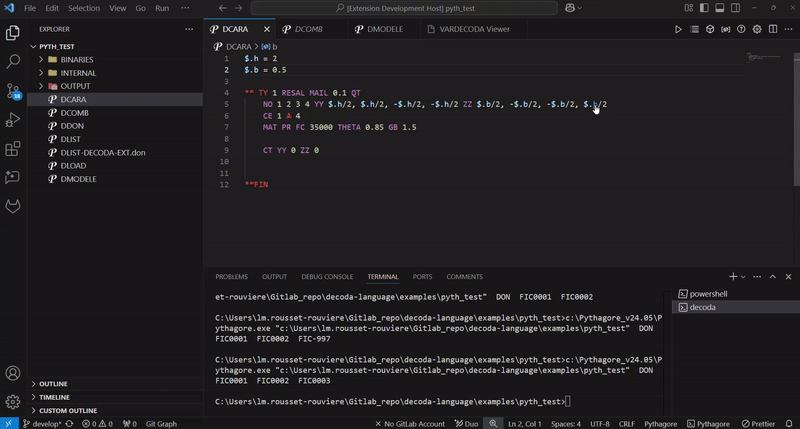 File Edit Selection View Go Run ···
[Extension Development Host] pyth_test
EXPLORER ···
PYTH_TEST
BINARIES
INTERNAL
OUTPUT
DCARA
DCOMB
DDON
DLIST
DLIST-DECODA-EXT.don
DLOAD
DMODELE
OUTLINE
TIMELINE
CUSTOM OUTLINE
DCARA DCOMB DMODELE VARDECODA Viewer
DCARA > b
1 $.h = 2
2 $.b = 0.5
3
4 ** TY 1 RESAL MAIL 0.1 QT
5 NO 1 2 3 4 YY $.h/2, $.h/2, -$.h/2, -$.h/2 ZZ $.b/2, -$.b/2, -$.b/2, $.b/2
6 CE 1 A 4
7 MAT PR FC 35000 THETA 0.85 GB 1.5
8
9 CT YY 0 ZZ 0
10
11
12 **FIN
PROBLEMS OUTPUT DEBUG CONSOLE TERMINAL PORTS COMMENTS
et-rouviere\Gitlab_repo\decoda-language\examples\pyth_test" DON FIC0001 FIC0002
C:\Users\lm.rousset-rouviere\Gitlab_repo\decoda-language\examples\pyth_test>c:\Pythagore_v24.05\P
ythagore.exe "c:\Users\lm.rousset-rouviere\Gitlab_repo\decoda-language\examples\pyth_test" DON
FIC0001 FIC0002 FIC-997
C:\Users\lm.rousset-rouviere\Gitlab_repo\decoda-language\examples\pyth_test>c:\Pythagore_v24.05\P
ythagore.exe "c:\Users\lm.rousset-rouviere\Gitlab_repo\decoda-language\examples\pyth_test" DON
FIC0001 FIC0002 FIC0003
C:\Users\lm.rousset-rouviere\Gitlab_repo\decoda-language\examples\pyth_test>
powershell
decoda
develop* 0 0 0 Git Graph No GitLab Account Duo Ln 2, Col 1 Spaces: 4 UTF-8 CRLF Pythagore Pythagore Prettier